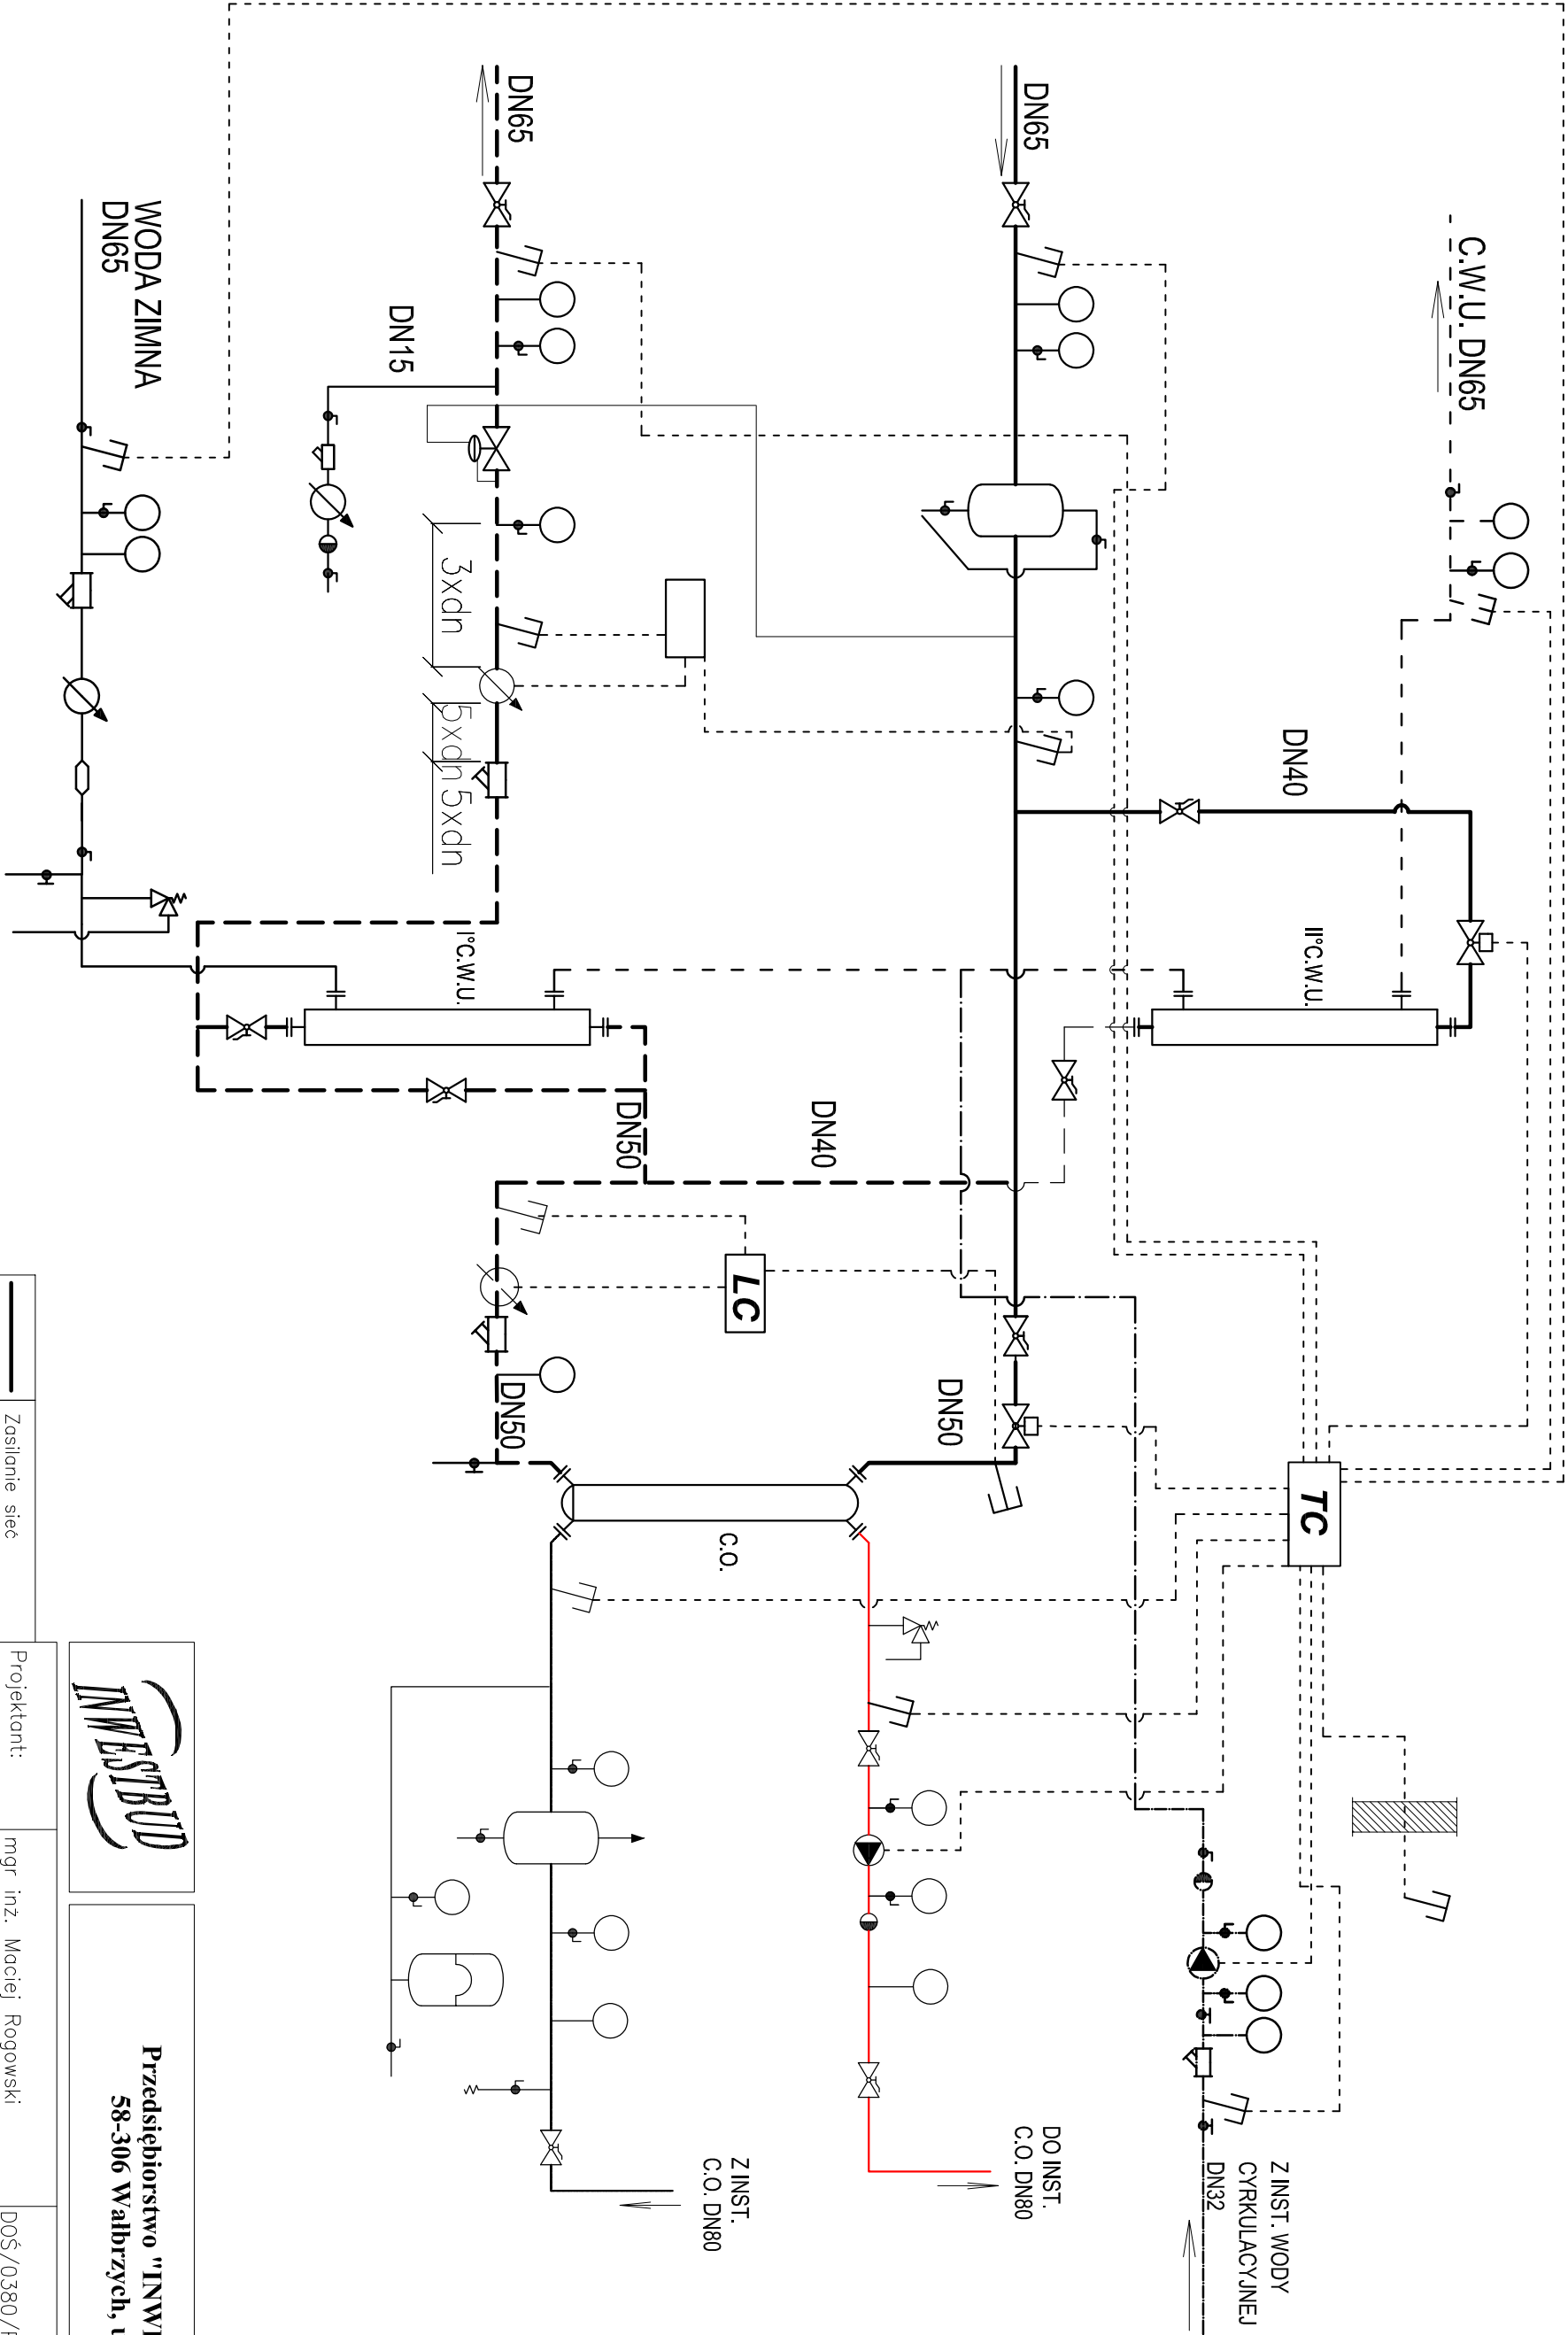 C.W.U. DN65
DN65
DN65
DN15
WODA ZIMNA
DN65
3xdn
5xdn
5xdn
DN40
II°C.W.U.
I°C.W.U.
DN50
DN40
LC
DN50
DN50
TC
C.O.
Z INST. WODY
CYRKULACYJNEJ
DN32
DO INST.
C.O. DN80
Z INST.
C.O. DN80
Zasilanie sieć
INWESTBUD
Przedsiębiorstwo "INW
58-306 Wałbrzych, u
Projektant:
mgr inż. Maciej Rogowski
DOŚ/0380/